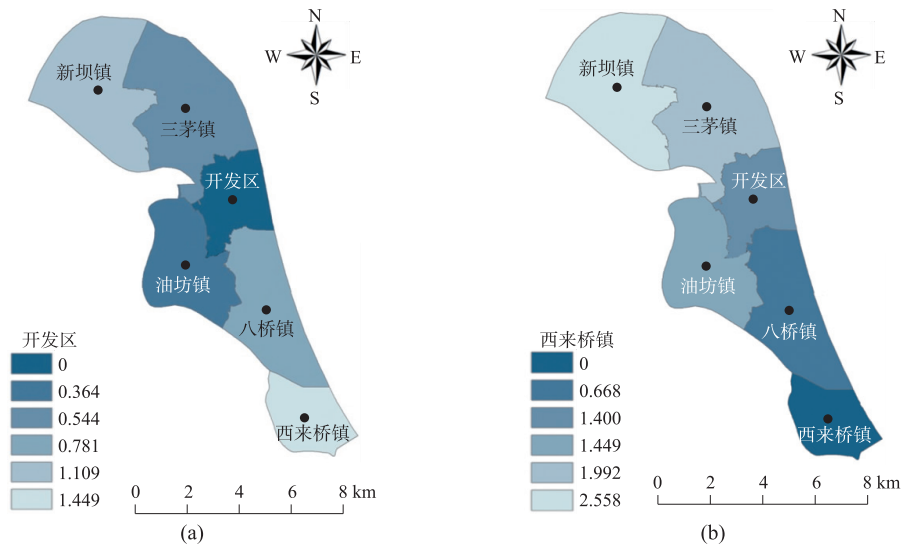 N
W E
S
新坝镇
三茅镇
开发区
油坊镇
八桥镇
西来桥镇
开发区
0
0.364
0.544
0.781
1.109
1.449
0 2 4 6 8 km
(a)
N
W E
S
新坝镇
三茅镇
开发区
油坊镇
八桥镇
西来桥镇
西来桥镇
0
0.668
1.400
1.449
1.992
2.558
0 2 4 6 8 km
(b)